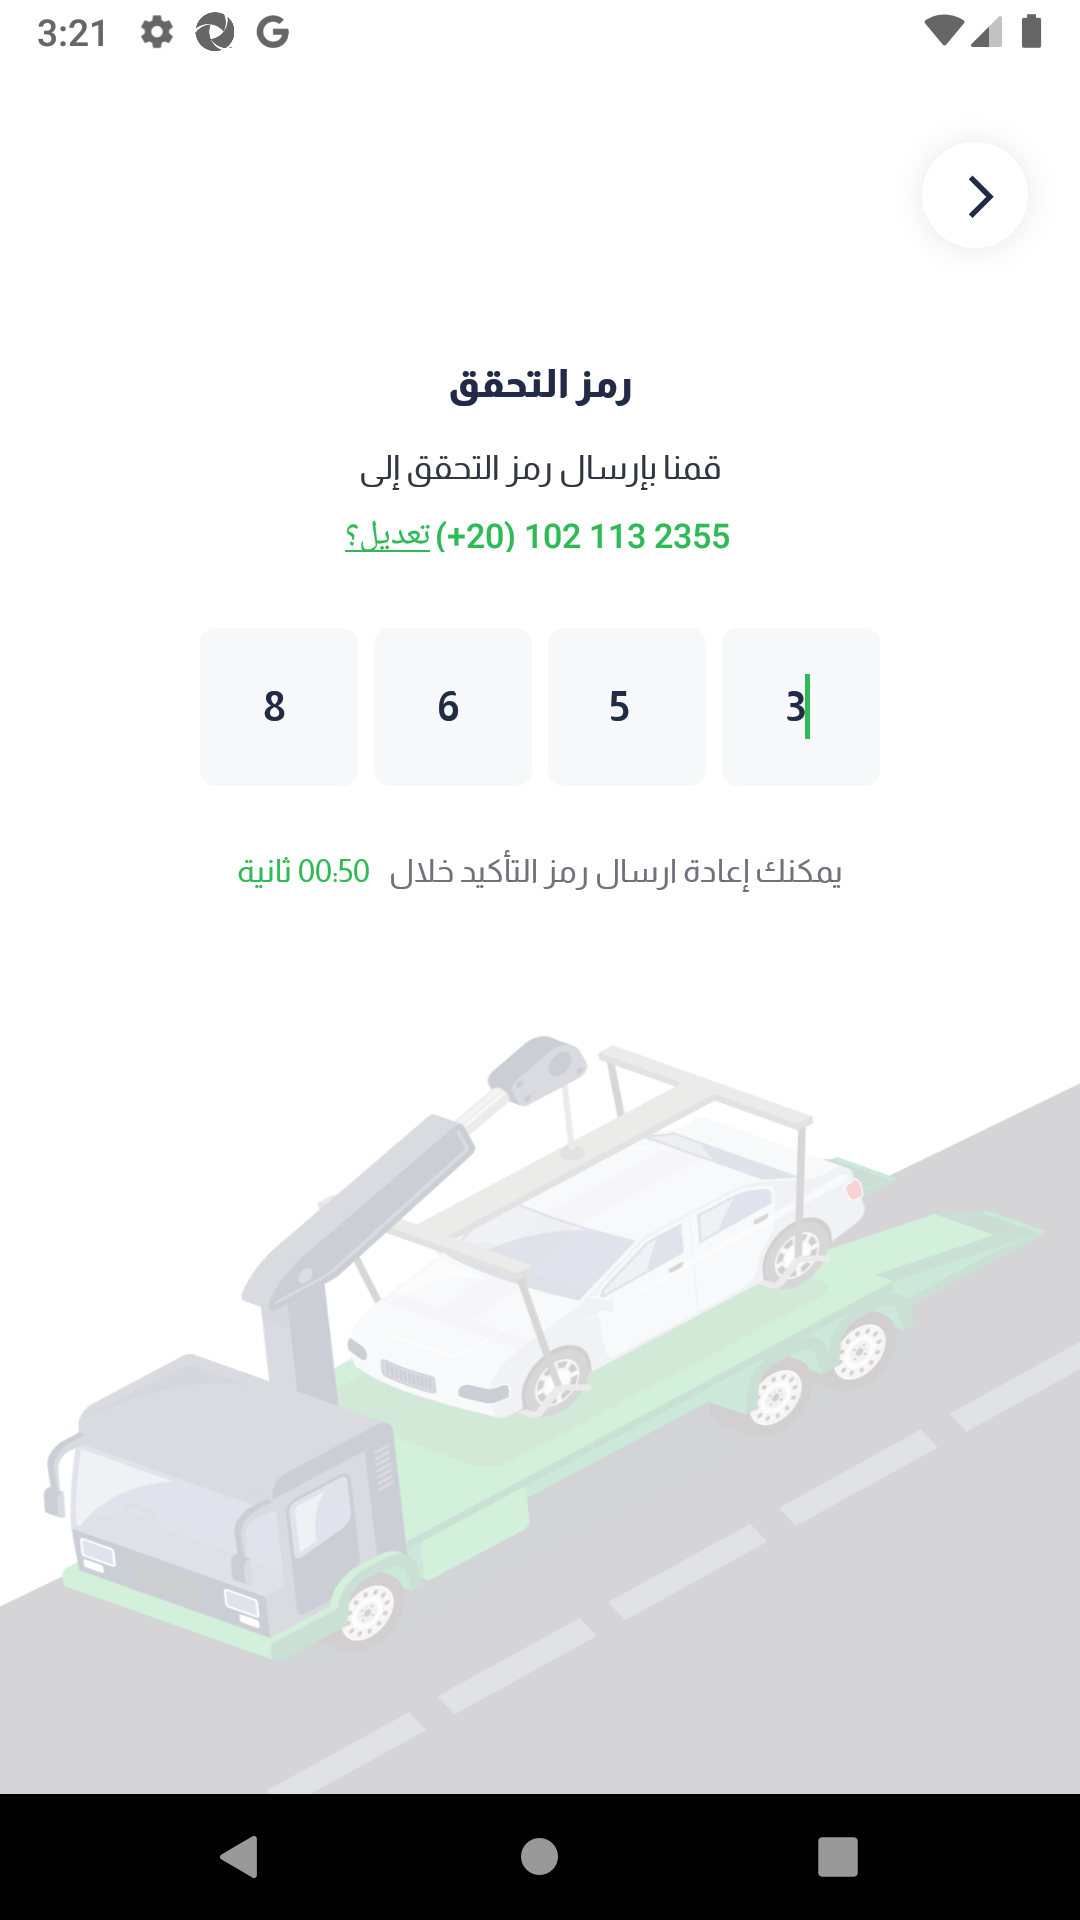 3:21
رمز التحقق
قمنا بإرسال رمز التحقق إلى
(+20) 102 113 2355 تعديل؟
8 6 5 3
يمكنك إعادة ارسال رمز التأكيد خلال 00:50 ثانية